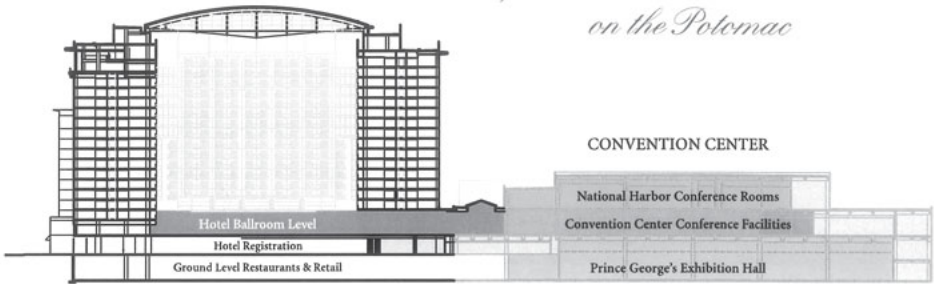 on the Potomac
CONVENTION CENTER
National Harbor Conference Rooms
Hotel Ballroom Level
Convention Center Conference Facilities
Hotel Registration
Ground Level Restaurants & Retail
Prince George's Exhibition Hall